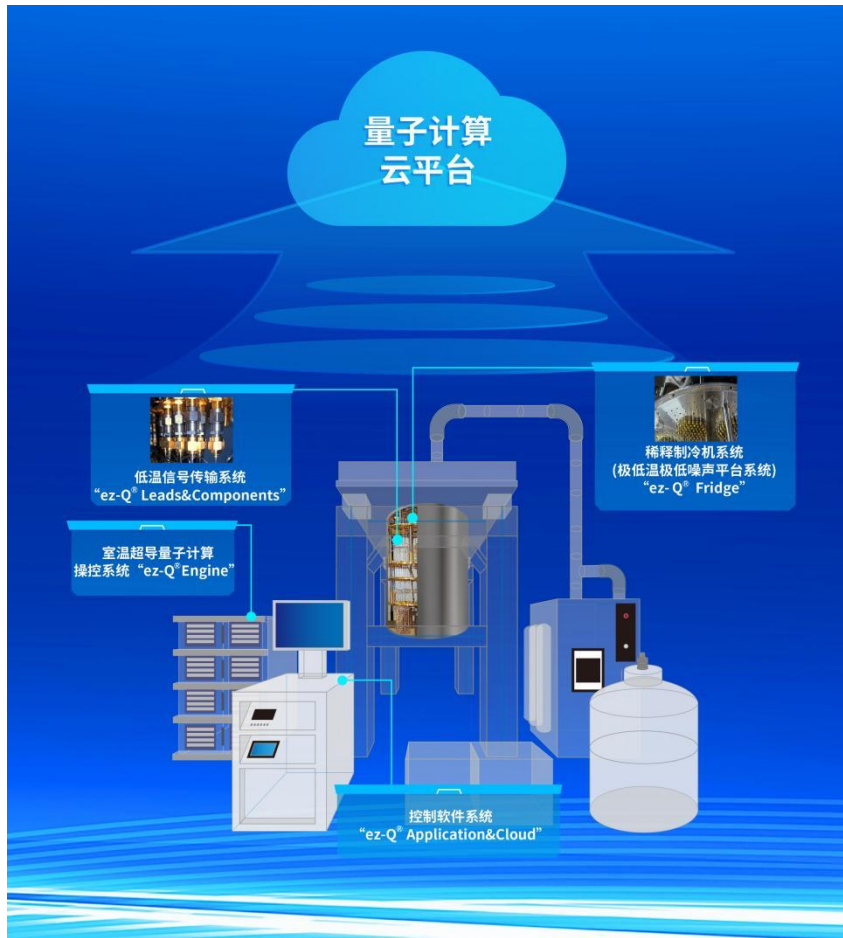 量子计算
云平台
低温信号传输系统
“ez-Q® Leads&Components”
稀释制冷机系统
(极低温极低噪声平台系统)
“ez- Q® Fridge”
室温超导量子计算
操控系统“ez-Q®Engine”
控制软件系统
“ez-Q® Application&Cloud”